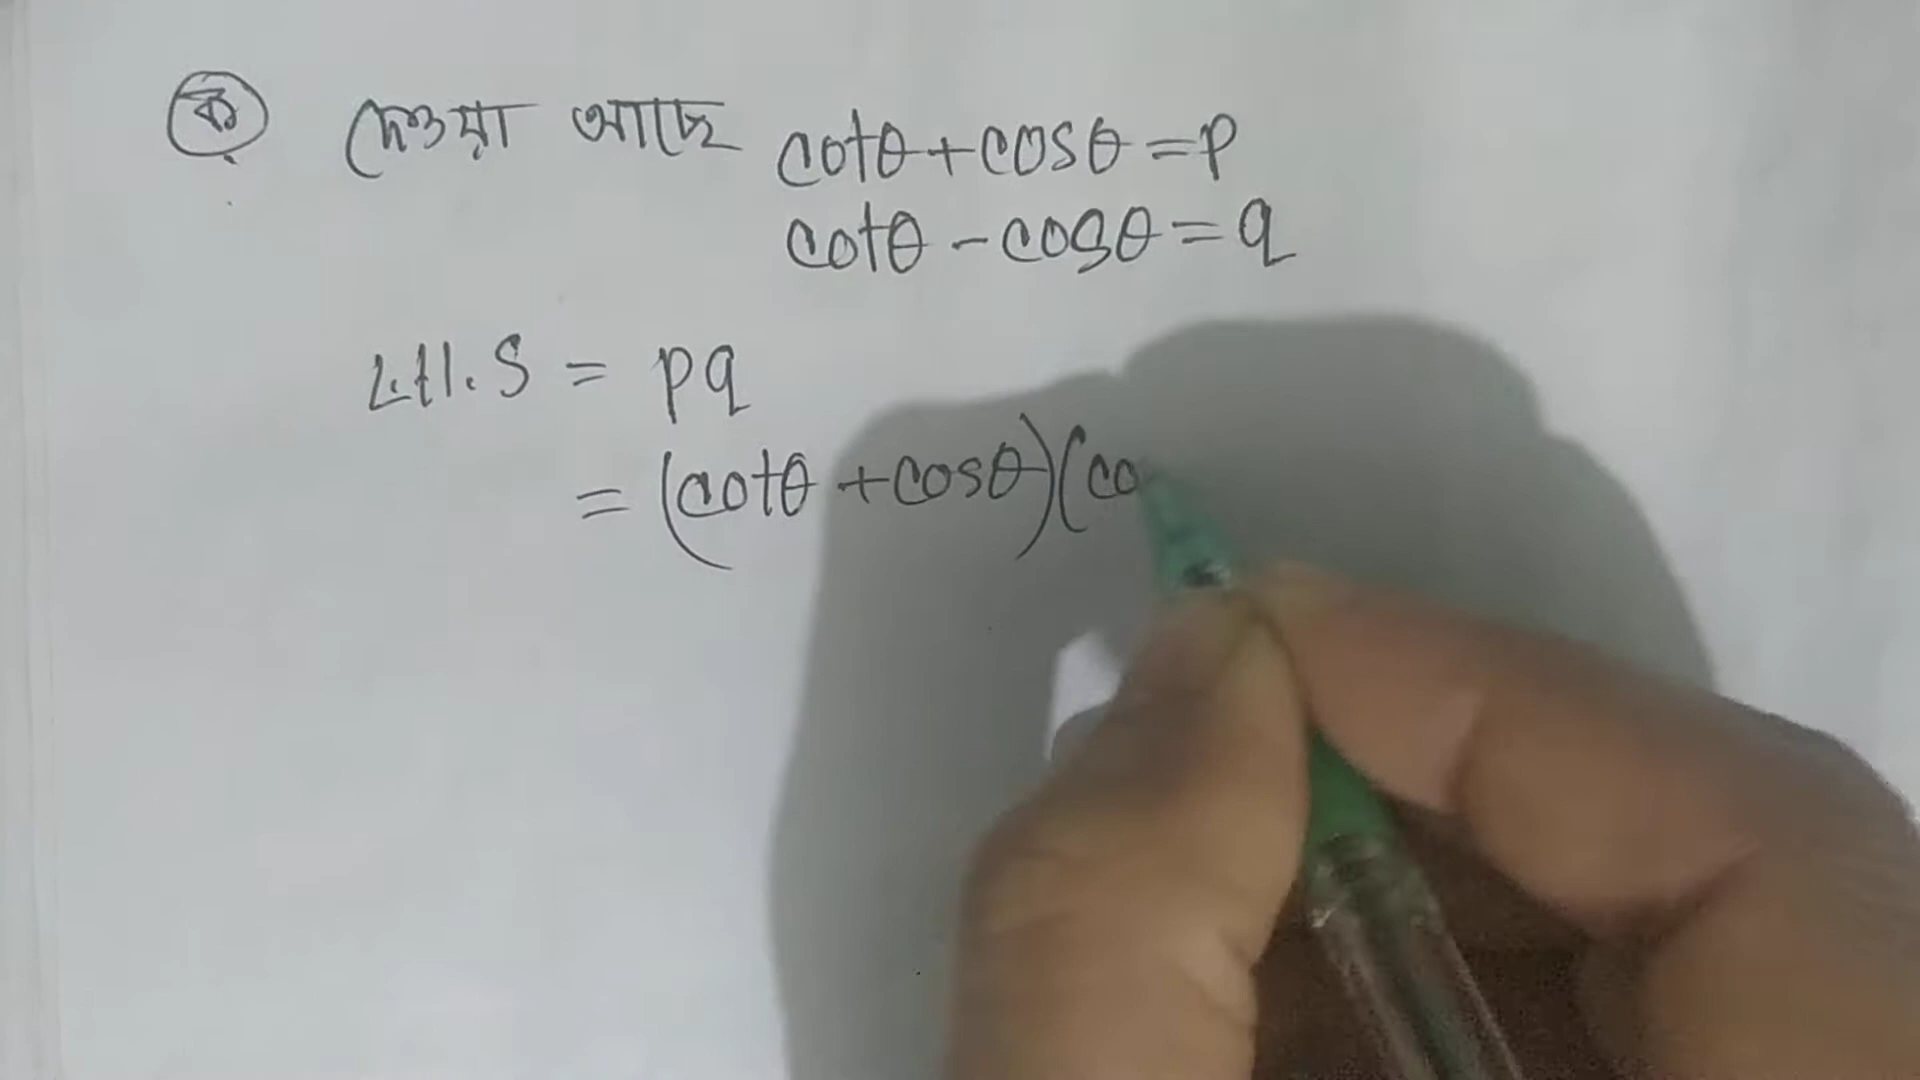 ক দেওয়া আছে cotθ+cosθ=p
cotθ-cosθ=q
L.H.S = pq
= (cotθ+cosθ)(co